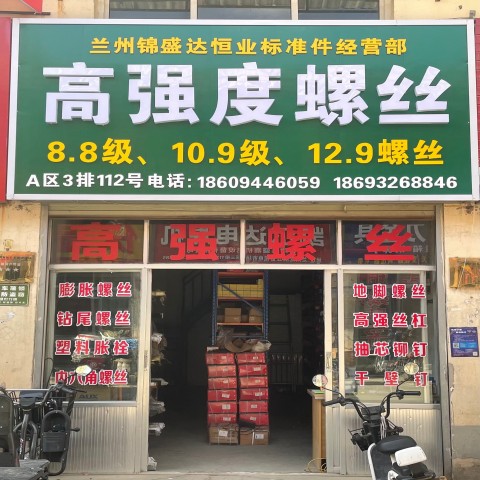 兰州锦盛达恒业标准件经营部
高强度螺丝
8.8级、10.9级、12.9螺丝
A区3排112号电话:18609446059 18693268846
高强螺丝
膨胀螺丝
钻尾螺丝
塑料胀栓
内六角螺丝
地脚螺丝
高强丝杠
抽芯铆钉
干壁钉